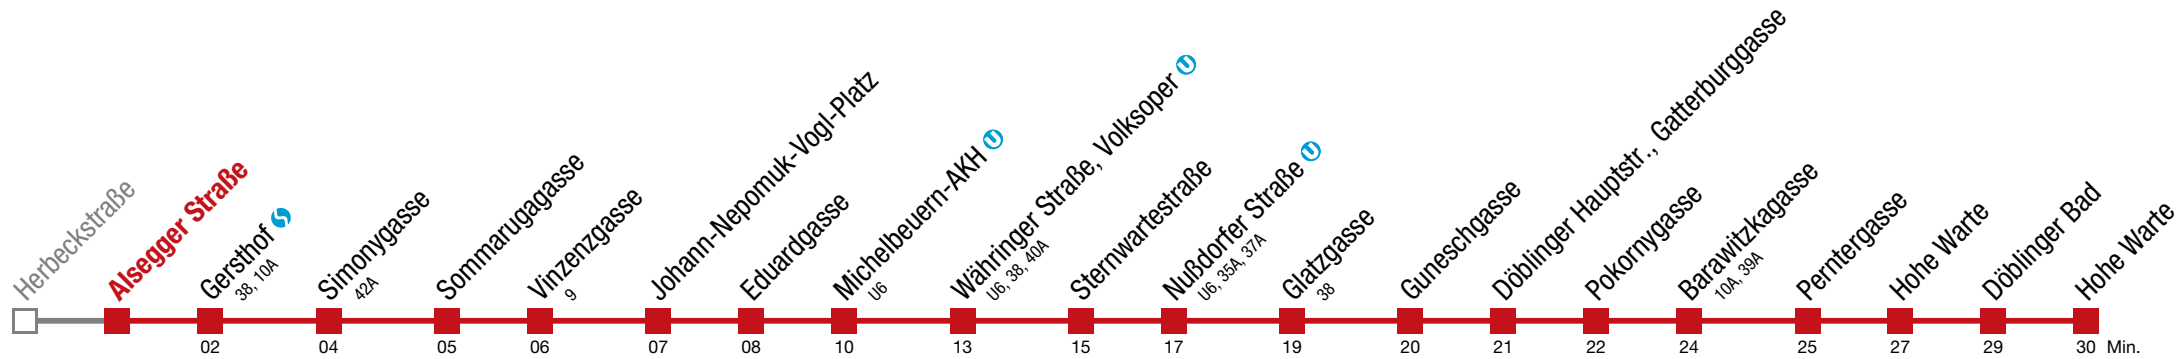 Herbeckstraße
Alsegger Straße
Gersthof
38, 10A
Simonygasse
42A
Sommarugagasse
Vinzenzgasse
9
Johann-Nepomuk-Vogl-Platz
Eduardgasse
Michelbeuern-AKH U
U6
Währinger Straße, Volksoper U
U6, 38, 40A
Sternwartestraße
Nußdorfer Straße U
U6, 35A, 37A
Glatzgasse
38
Guneschgasse
Döblinger Hauptstr., Gatterburggasse
Pokornygasse
Barawitzkagasse
10A, 39A
Perntergasse
Hohe Warte
Döblinger Bad
Hohe Warte
02 04 05 06 07 08 10 13 15 17 19 20 21 22 24 25 27 29 30 Min.